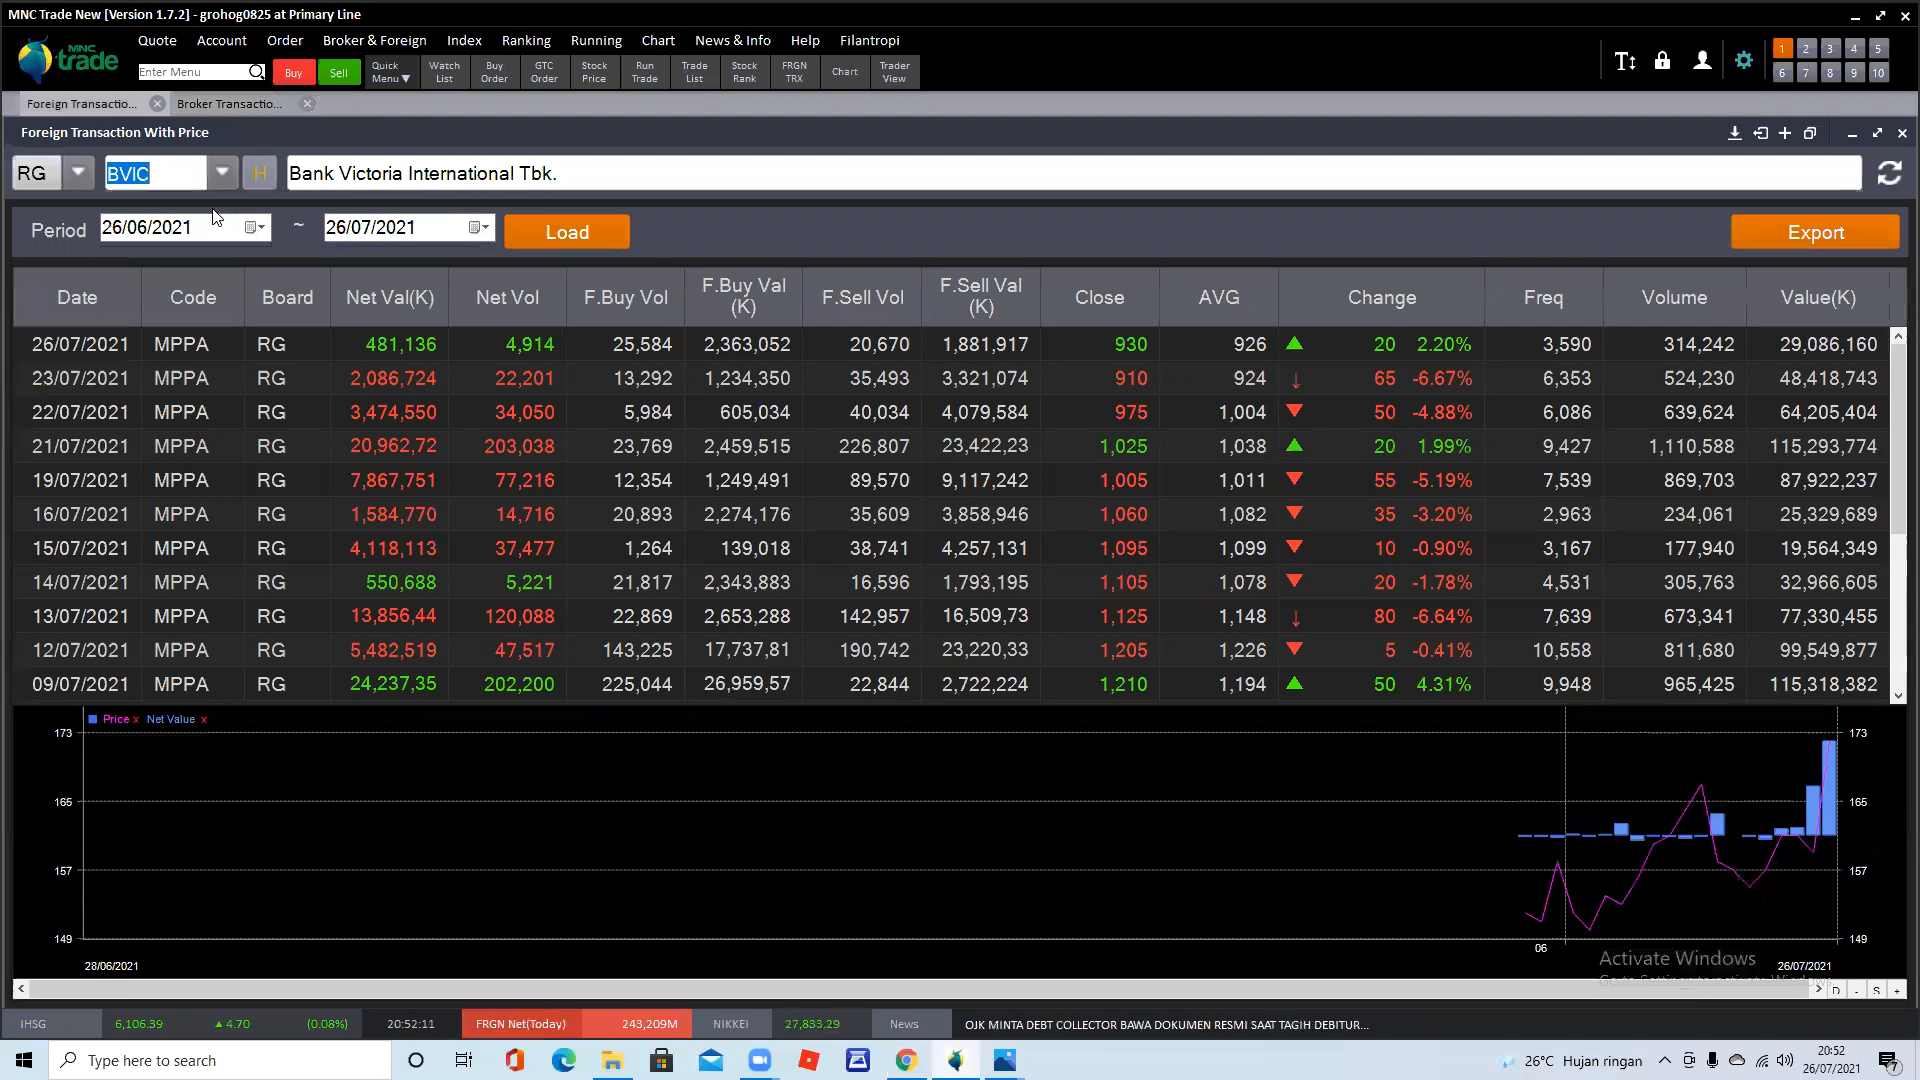 MNC Trade New [Version 1.7.2] - grohog0825 at Primary Line
MNC trade
Quote Account Order Broker & Foreign Index Ranking Running Chart News & Info Help Filantropi
Enter Menu Buy Sell Quick Menu▼ Watch List Buy Order GTC Order Stock Price Run Trade Trade List Stock Rank FRGN TRX Chart Trader View
1 2 3 4 5
6 7 8 9 10
Foreign Transactio... Broker Transactio...
Foreign Transaction With Price
RG BVIC H Bank Victoria International Tbk.
Period 26/06/2021 ~ 26/07/2021 Load Export
Date Code Board Net Val(K) Net Vol F.Buy Vol F.Buy Val (K) F.Sell Vol F.Sell Val (K) Close AVG Change Freq Volume Value(K)
26/07/2021 MPPA RG 481,136 4,914 25,584 2,363,052 20,670 1,881,917 930 926 ▲ 20 2.20% 3,590 314,242 29,086,160
23/07/2021 MPPA RG 2,086,724 22,201 13,292 1,234,350 35,493 3,321,074 910 924 ↓ 65 -6.67% 6,353 524,230 48,418,743
22/07/2021 MPPA RG 3,474,550 34,050 5,984 605,034 40,034 4,079,584 975 1,004 ▼ 50 -4.88% 6,086 639,624 64,205,404
21/07/2021 MPPA RG 20,962,72 203,038 23,769 2,459,515 226,807 23,422,23 1,025 1,038 ▲ 20 1.99% 9,427 1,110,588 115,293,774
19/07/2021 MPPA RG 7,867,751 77,216 12,354 1,249,491 89,570 9,117,242 1,005 1,011 ▼ 55 -5.19% 7,539 869,703 87,922,237
16/07/2021 MPPA RG 1,584,770 14,716 20,893 2,274,176 35,609 3,858,946 1,060 1,082 ▼ 35 -3.20% 2,963 234,061 25,329,689
15/07/2021 MPPA RG 4,118,113 37,477 1,264 139,018 38,741 4,257,131 1,095 1,099 ▼ 10 -0.90% 3,167 177,940 19,564,349
14/07/2021 MPPA RG 550,688 5,221 21,817 2,343,883 16,596 1,793,195 1,105 1,078 ▼ 20 -1.78% 4,531 305,763 32,966,605
13/07/2021 MPPA RG 13,856,44 120,088 22,869 2,653,288 142,957 16,509,73 1,125 1,148 ↓ 80 -6.64% 7,639 673,341 77,330,455
12/07/2021 MPPA RG 5,482,519 47,517 143,225 17,737,81 190,742 23,220,33 1,205 1,226 ▼ 5 -0.41% 10,558 811,680 99,549,877
09/07/2021 MPPA RG 24,237,35 202,200 225,044 26,959,57 22,844 2,722,224 1,210 1,194 ▲ 50 4.31% 9,948 965,425 115,318,382
Price x Net Value x
173 173
165 165
157 157
149 149
06
Activate Windows
28/06/2021 26/07/2021
D - S +
IHSG 6,106.39 ▲ 4.70 (0.08%) 20:52:11 FRGN Net(Today) 243,209M NIKKEI 27,833.29 News OJK MINTA DEBT COLLECTOR BAWA DOKUMEN RESMI SAAT TAGIH DEBITUR...
Type here to search 26°C Hujan ringan 20:52
26/07/2021 7